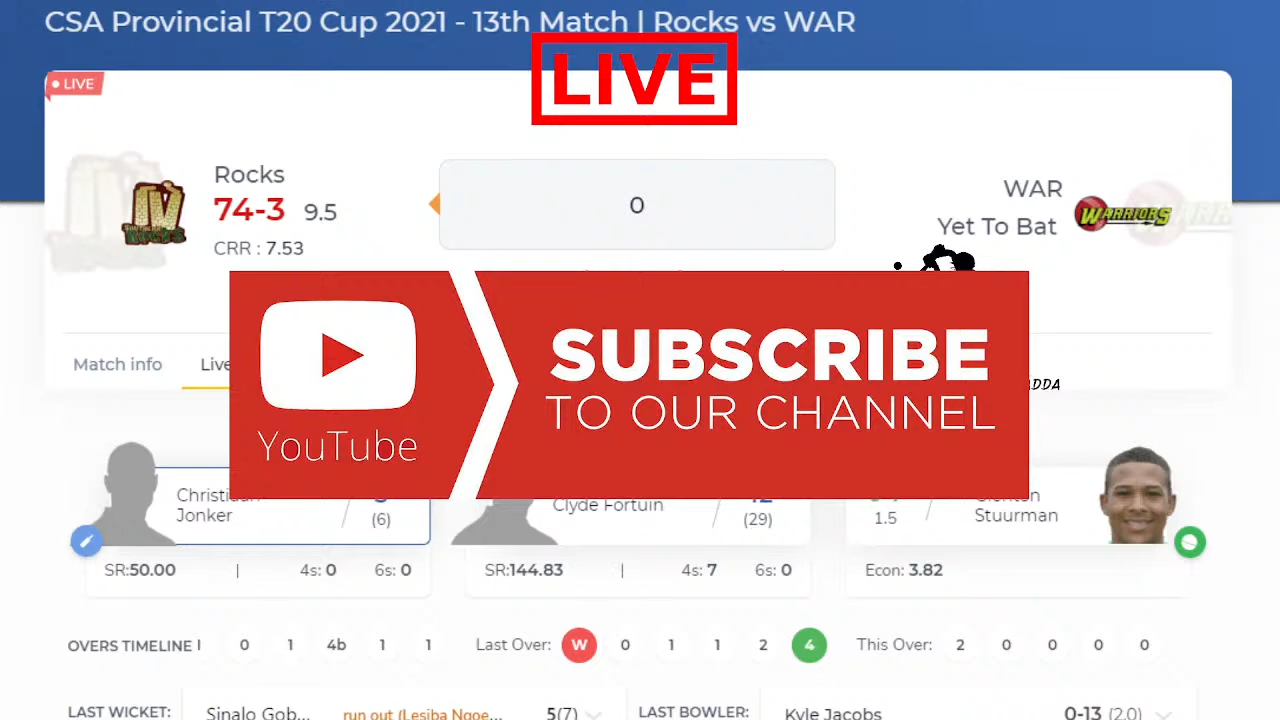 CSA Provincial T20 Cup 2021 - 13th Match | Rocks vs WAR
LIVE
LIVE
Rocks
74-3 9.5
CRR : 7.53
0
WAR
Yet To Bat
WARRIORS
Match info
Live
YouTube
SUBSCRIBE
TO OUR CHANNEL
Jonker
(6)
Clyde Fortuin
(29)
1.5
Stuurman
SR:50.00 | 4s: 0 6s: 0
SR:144.83 | 4s: 7 6s: 0
Econ: 3.82
OVERS TIMELINE 0 1 4b 1 1
Last Over: W 0 1 1 2 4
This Over: 2 0 0 0 0
LAST WICKET: Sinalo Gob... run out (Lesiba Ngoe... 5(7)
LAST BOWLER: Kyle Jacobs 0-13 (2.0)